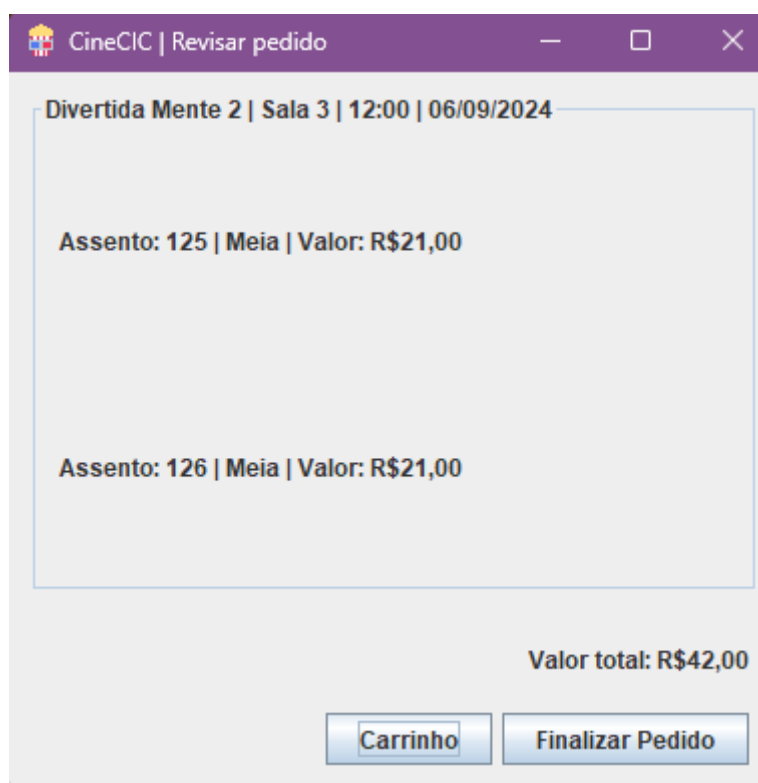 CineCIC | Revisar pedido
Divertida Mente 2 | Sala 3 | 12:00 | 06/09/2024
Assento: 125 | Meia | Valor: R$21,00
Assento: 126 | Meia | Valor: R$21,00
Valor total: R$42,00
Carrinho
Finalizar Pedido